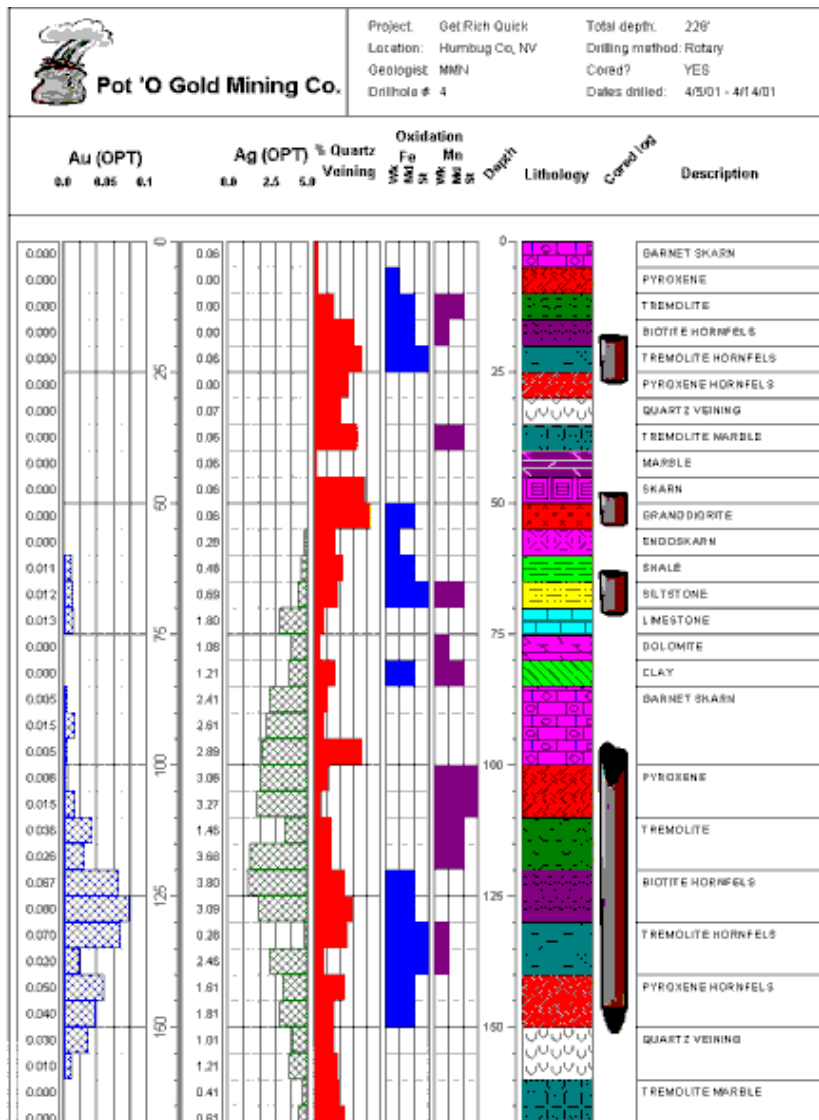 Pot 'O Gold Mining Co.
Project: Get Rich Quick
Location: Humbug Co, NV
Geologist: MMN
Drillhole # 4
Total depth: 226'
Drilling method: Rotary
Cored? YES
Dates drilled: 4/5/01 - 4/14/01
Au (OPT)
0.0 0.05 0.1
Ag (OPT)
0.0 2.5 5.0
% Quartz
Veining
Oxidation
Fe Mn
Wk Md St Wk Md St
Depth
Lithology
Cored log
Description
0.000 0 0.06 0 GARNET SKARN
0.000 0.00 PYROXENE
0.000 0.00 TREMOLITE
0.000 0.00 BIOTITE HORNFELS
0.000 0.06 TREMOLITE HORNFELS
25 25
0.000 0.00 PYROXENE HORNFELS
0.000 0.07 QUARTZ VEINING
0.000 0.06 TREMOLITE MARBLE
0.000 0.06 MARBLE
0.000 0.06 SKARN
50 50
0.000 0.06 GRANODIORITE
0.000 0.28 ENDOSKARN
0.011 0.46 SHALE
0.012 0.69 SILTSTONE
0.013 1.80 LIMESTONE
75 75
0.000 1.08 DOLOMITE
0.000 1.21 CLAY
0.005 2.41 GARNET SKARN
0.015 2.61
0.005 2.89
100 100
0.006 3.06 PYROXENE
0.015 3.27
0.036 1.46 TREMOLITE
0.026 3.68
0.067 3.80 BIOTITE HORNFELS
125 125
0.080 3.09
0.070 0.26 TREMOLITE HORNFELS
0.020 2.46
0.050 1.61 PYROXENE HORNFELS
0.040 1.81
150 150
0.030 1.01 QUARTZ VEINING
0.010 1.21
0.000 0.41 TREMOLITE MARBLE
0.000 0.61